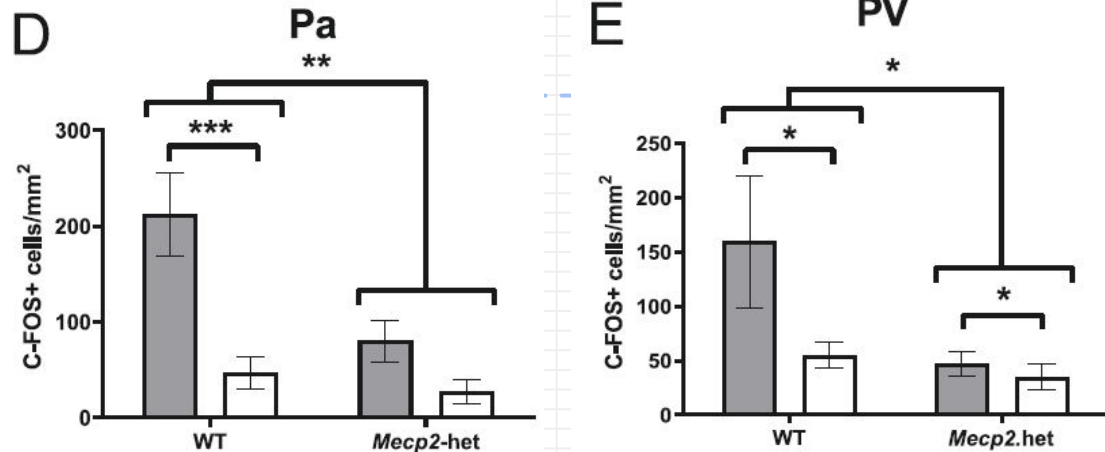 D
Pa
**
***
C-FOS+ cells/mm²
300
200
100
0
WT
Mecp2-het
E
PV
*
*
*
C-FOS+ cells/mm²
250
200
150
100
50
0
WT
Mecp2.het